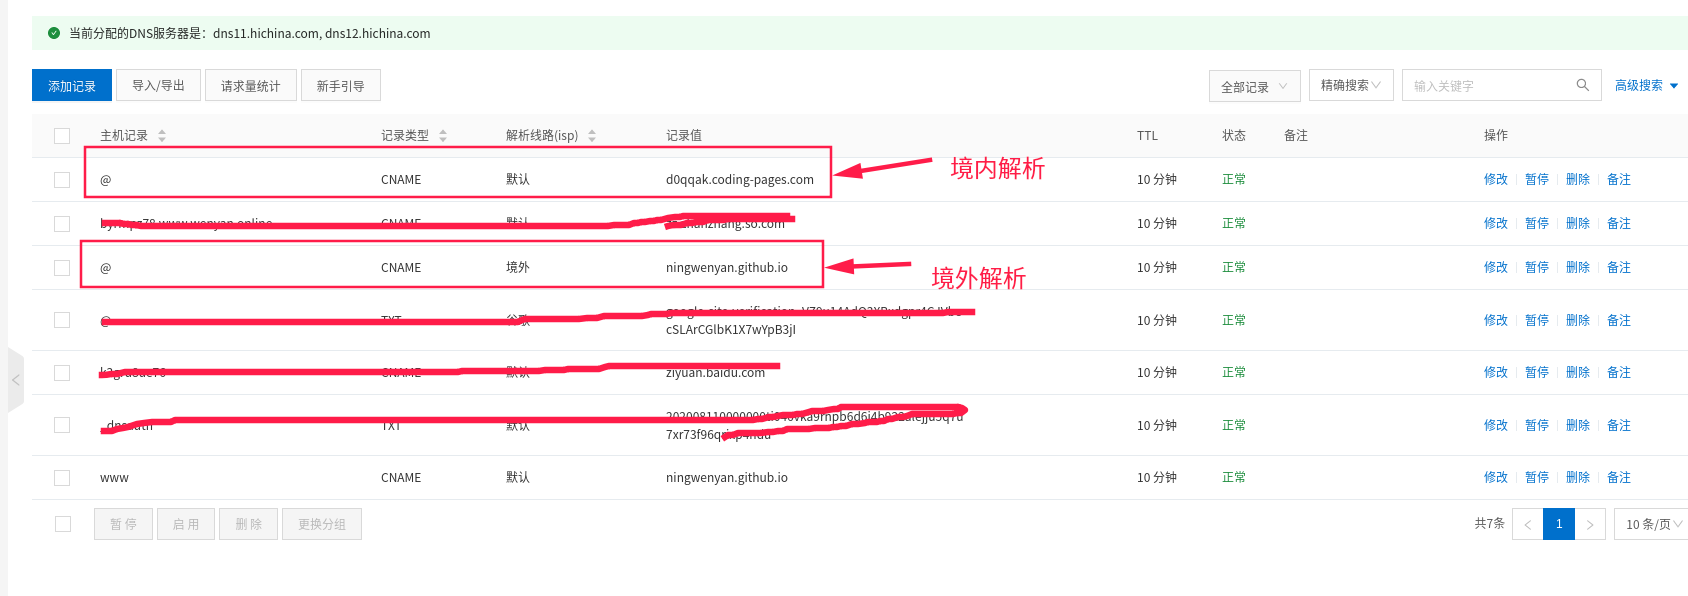 当前分配的DNS服务器是：dns11.hichina.com, dns12.hichina.com
添加记录 导入/导出 请求量统计 新手引导 全部记录 精确搜索 输入关键字 高级搜索
主机记录 记录类型 解析线路(isp) 记录值 TTL 状态 备注 操作
境内解析
@ CNAME 默认 d0qqak.coding-pages.com 10 分钟 正常 修改 暂停 删除 备注
CNAME 默认 10 分钟 正常 修改 暂停 删除 备注
@ CNAME 境外 ningwenyan.github.io 10 分钟 正常 修改 暂停 删除 备注
境外解析
@ TXT 谷歌 10 分钟 正常 修改 暂停 删除 备注
cSLArCGlbK1X7wYpB3jI
CNAME 默认 ziyuan.baidu.com 10 分钟 正常 修改 暂停 删除 备注
TXT 默认 10 分钟 正常 修改 暂停 删除 备注
www CNAME 默认 ningwenyan.github.io 10 分钟 正常 修改 暂停 删除 备注
暂 停 启 用 删 除 更换分组 共7条 1 10 条/页